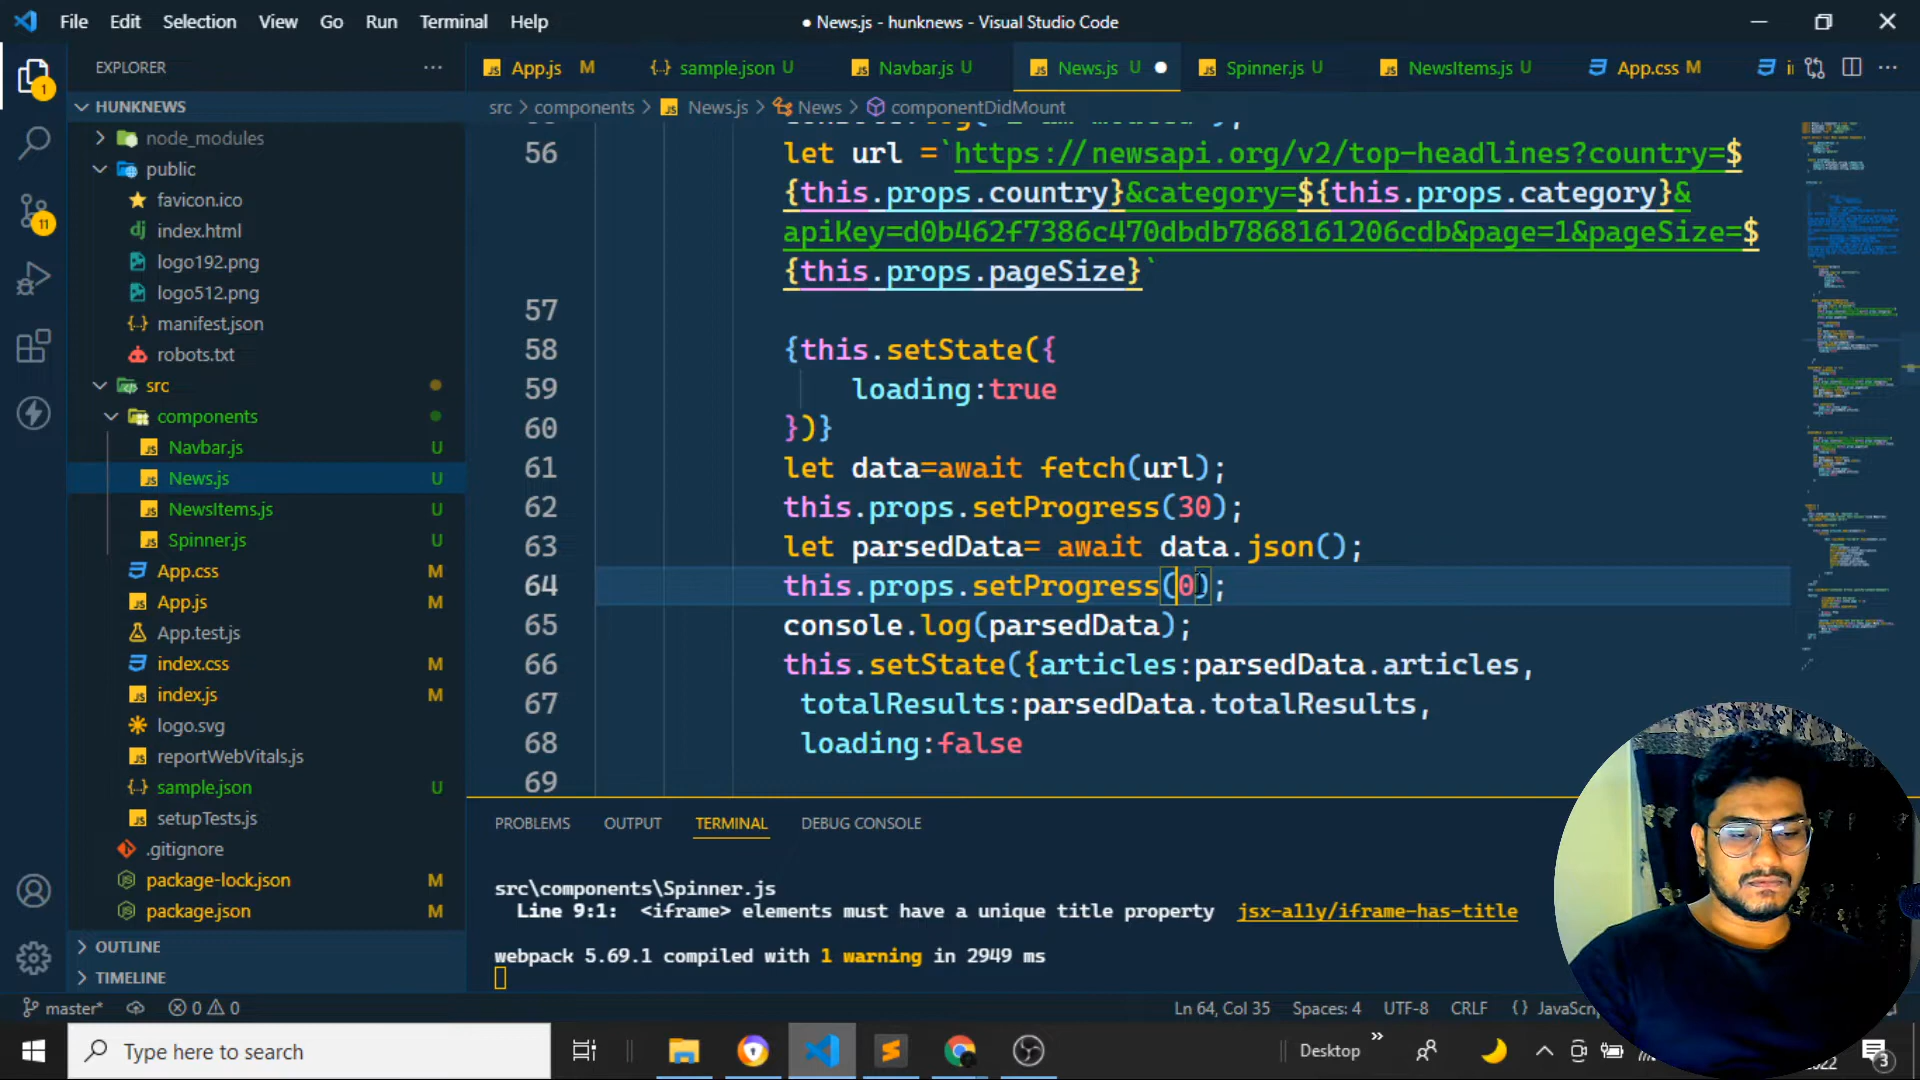 File Edit Selection View Go Run Terminal Help
● News.js - hunknews - Visual Studio Code
EXPLORER
App.js M
sample.json U
Navbar.js U
News.js U
Spinner.js U
NewsItems.js U
App.css M
HUNKNEWS
src > components > News.js > News > componentDidMount
node_modules
public
favicon.ico
index.html
logo192.png
logo512.png
manifest.json
robots.txt
src
components
Navbar.js U
News.js U
NewsItems.js U
Spinner.js U
App.css M
App.js M
App.test.js
index.css M
index.js M
logo.svg
reportWebVitals.js
sample.json U
setupTests.js
.gitignore
package-lock.json M
package.json M
OUTLINE
TIMELINE
1
11
56 let url =`https://newsapi.org/v2/top-headlines?country=$
{this.props.country}&category=${this.props.category}&
apiKey=d0b462f7386c470dbdb7868161206cdb&page=1&pageSize=$
{this.props.pageSize}`
57
58 {this.setState({
59 loading:true
60 })}
61 let data=await fetch(url);
62 this.props.setProgress(30);
63 let parsedData= await data.json();
64 this.props.setProgress(0);
65 console.log(parsedData);
66 this.setState({articles:parsedData.articles,
67 totalResults:parsedData.totalResults,
68 loading:false
69
PROBLEMS OUTPUT TERMINAL DEBUG CONSOLE
src\components\Spinner.js
Line 9:1: <iframe> elements must have a unique title property jsx-a11y/iframe-has-title
webpack 5.69.1 compiled with 1 warning in 2949 ms
master* 0 0
Ln 64, Col 35 Spaces: 4 UTF-8 CRLF
Type here to search
Desktop
3